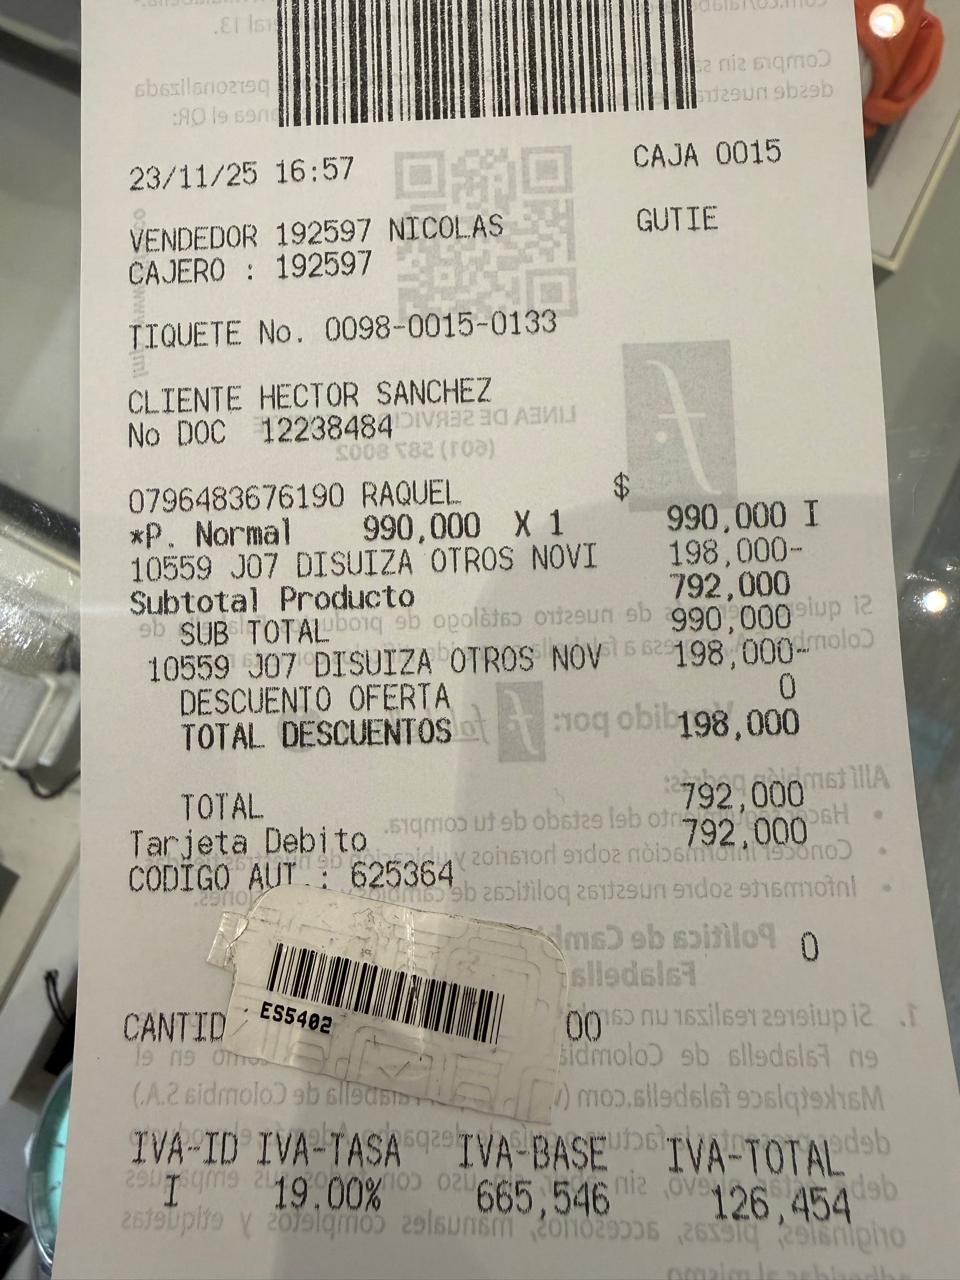 23/11/25 16:57 CAJA 0015
VENDEDOR 192597 NICOLAS GUTIE
CAJERO : 192597
TIQUETE No. 0098-0015-0133
CLIENTE HECTOR SANCHEZ
No DOC 12238484
0796483676190 RAQUEL $
*P. Normal 990,000 X 1 990,000 I
10559 J07 DISUIZA OTROS NOVI 198,000-
Subtotal Producto 792,000
SUB TOTAL 990,000
10559 J07 DISUIZA OTROS NOV 198,000-
DESCUENTO OFERTA 0
TOTAL DESCUENTOS 198,000
TOTAL 792,000
Tarjeta Debito 792,000
CODIGO AUT. : 625364
0
ES5402
CANTID 00
IVA-ID IVA-TASA IVA-BASE IVA-TOTAL
I 19.00% 665,546 126,454